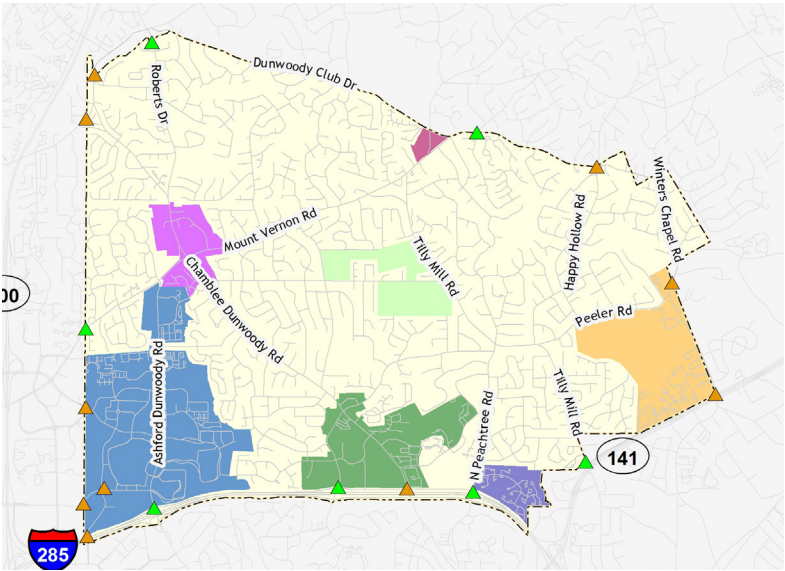 Dunwoody Club Dr
Roberts Dr
Winters Chapel Rd
Mount Vernon Rd
Happy Hollow Rd
Tilly Mill Rd
Chamblee Dunwoody Rd
00
Peeler Rd
Ashford Dunwoody Rd
Tilly Mill Rd
N Peachtree Rd
141
285